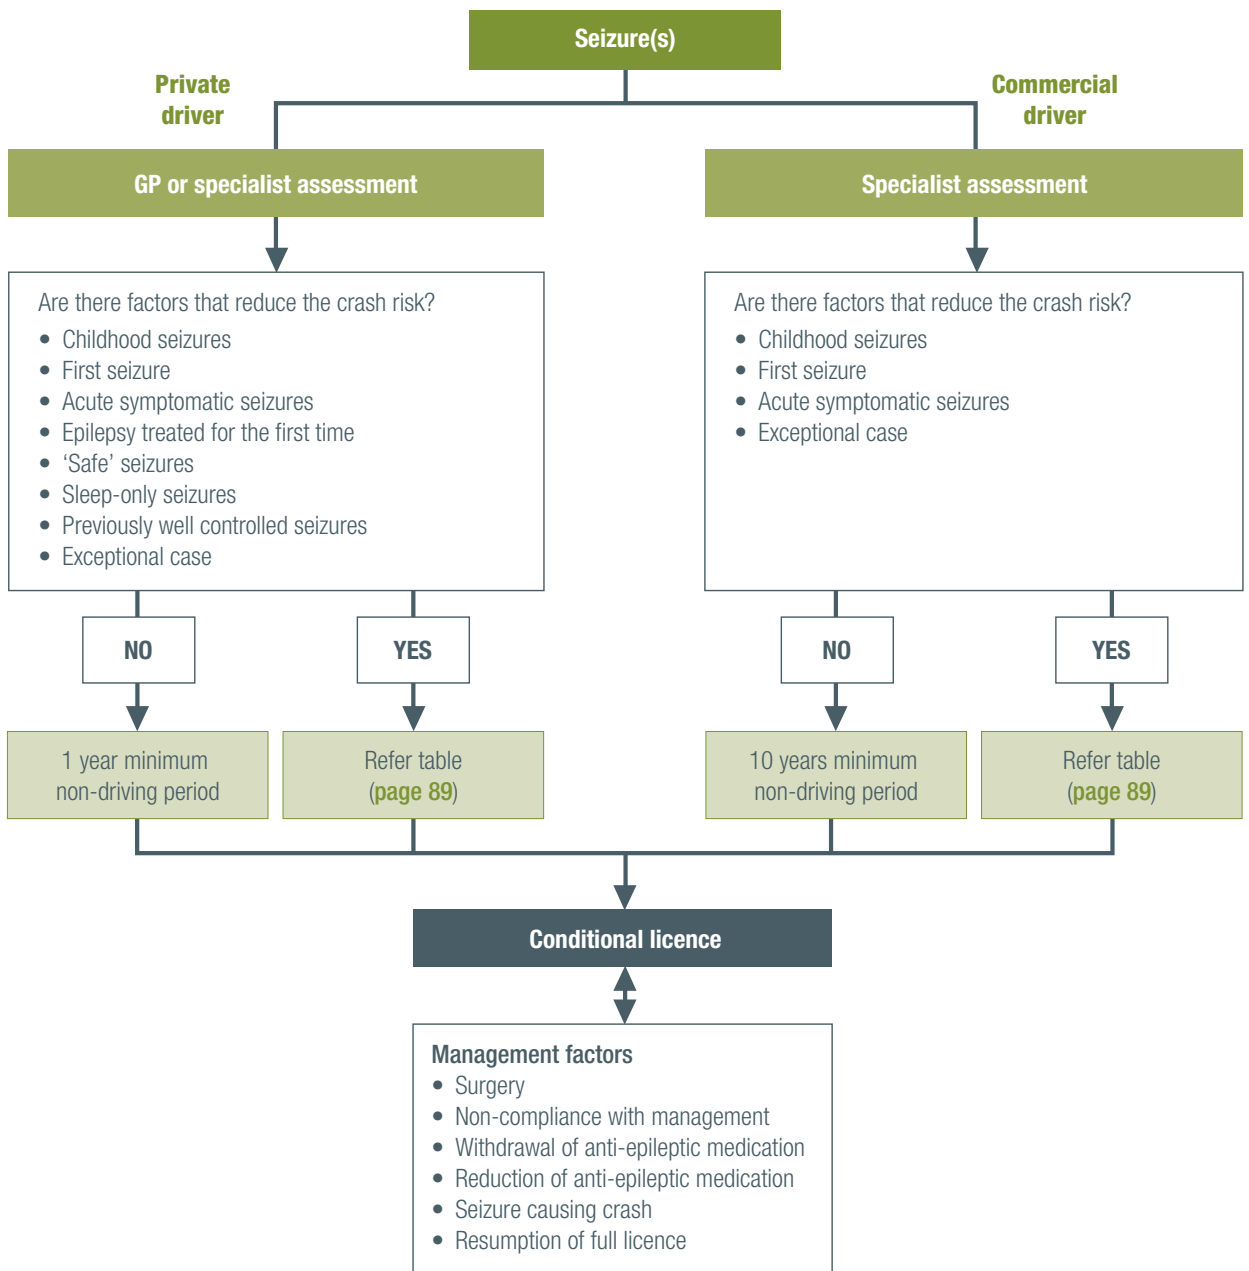 Seizure(s)
Private
driver
Commercial
driver
GP or specialist assessment
Specialist assessment
Are there factors that reduce the crash risk?
• Childhood seizures
• First seizure
• Acute symptomatic seizures
• Epilepsy treated for the first time
• ‘Safe’ seizures
• Sleep-only seizures
• Previously well controlled seizures
• Exceptional case
Are there factors that reduce the crash risk?
• Childhood seizures
• First seizure
• Acute symptomatic seizures
• Exceptional case
NO
YES
NO
YES
1 year minimum
non-driving period
Refer table
(page 89)
10 years minimum
non-driving period
Refer table
(page 89)
Conditional licence
Management factors
• Surgery
• Non-compliance with management
• Withdrawal of anti-epileptic medication
• Reduction of anti-epileptic medication
• Seizure causing crash
• Resumption of full licence